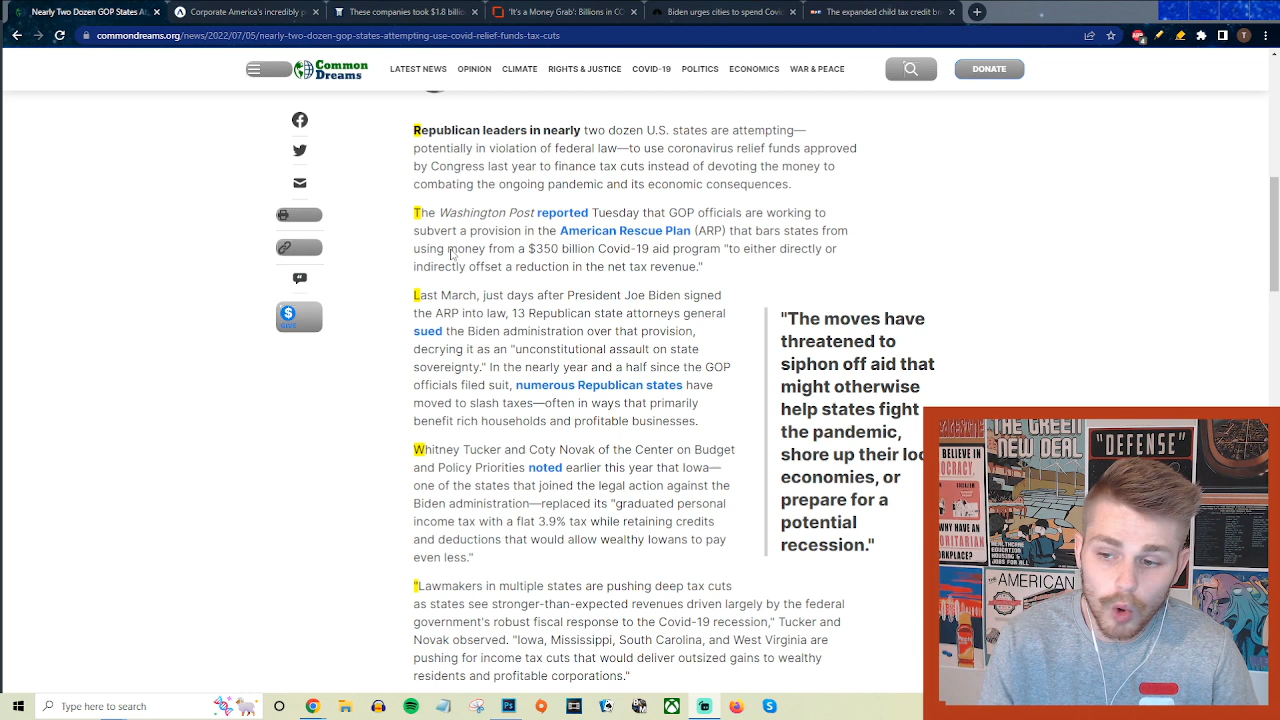 Nearly Two Dozen GOP States At
Corporate America's incredibly p
These companies took $1.8 billio
'It's a Money Grab': Billions in CO
Biden urges cities to spend Covid
The expanded child tax credit br
commondreams.org/news/2022/07/05/nearly-two-dozen-gop-states-attempting-use-covid-relief-funds-tax-cuts
4
T
Common
Dreams
LATEST NEWS
OPINION
CLIMATE
RIGHTS & JUSTICE
COVID-19
POLITICS
ECONOMICS
WAR & PEACE
DONATE
Republican leaders in nearly two dozen U.S. states are attempting—
potentially in violation of federal law—to use coronavirus relief funds approved
by Congress last year to finance tax cuts instead of devoting the money to
combating the ongoing pandemic and its economic consequences.
The Washington Post reported Tuesday that GOP officials are working to
subvert a provision in the American Rescue Plan (ARP) that bars states from
using money from a $350 billion Covid-19 aid program "to either directly or
indirectly offset a reduction in the net tax revenue."
Last March, just days after President Joe Biden signed
the ARP into law, 13 Republican state attorneys general
sued the Biden administration over that provision,
decrying it as an "unconstitutional assault on state
sovereignty." In the nearly year and a half since the GOP
officials filed suit, numerous Republican states have
moved to slash taxes—often in ways that primarily
benefit rich households and profitable businesses.
Whitney Tucker and Coty Novak of the Center on Budget
and Policy Priorities noted earlier this year that Iowa—
one of the states that joined the legal action against the
Biden administration—replaced its "graduated personal
income tax with a flat 3.9% tax while retaining credits
and deductions that would allow wealthy Iowans to pay
even less."
"Lawmakers in multiple states are pushing deep tax cuts
as states see stronger-than-expected revenues driven largely by the federal
government's robust fiscal response to the Covid-19 recession," Tucker and
Novak observed. "Iowa, Mississippi, South Carolina, and West Virginia are
pushing for income tax cuts that would deliver outsized gains to wealthy
residents and profitable corporations."
"The moves have
threatened to
siphon off aid that
might otherwise
help states fight
the pandemic,
shore up their loc
economies, or
prepare for a
potential
recession."
GIVE
THE GREEN
NEW DEAL
"DEFENSE"
BELIEVE IN
HEALTHCARE
EDUCATION
HOUSING &
JOBS FOR ALL
WHY HAVE AN
AMERICAN
Type here to search